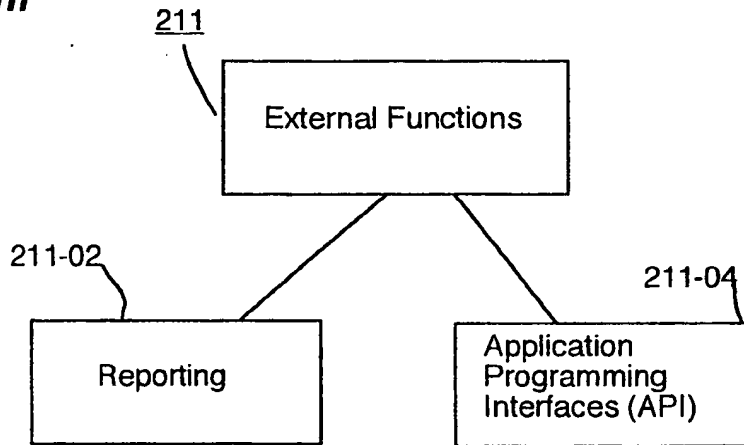 211
External Functions
211-02
211-04
Reporting
Application
Programming
Interfaces (API)